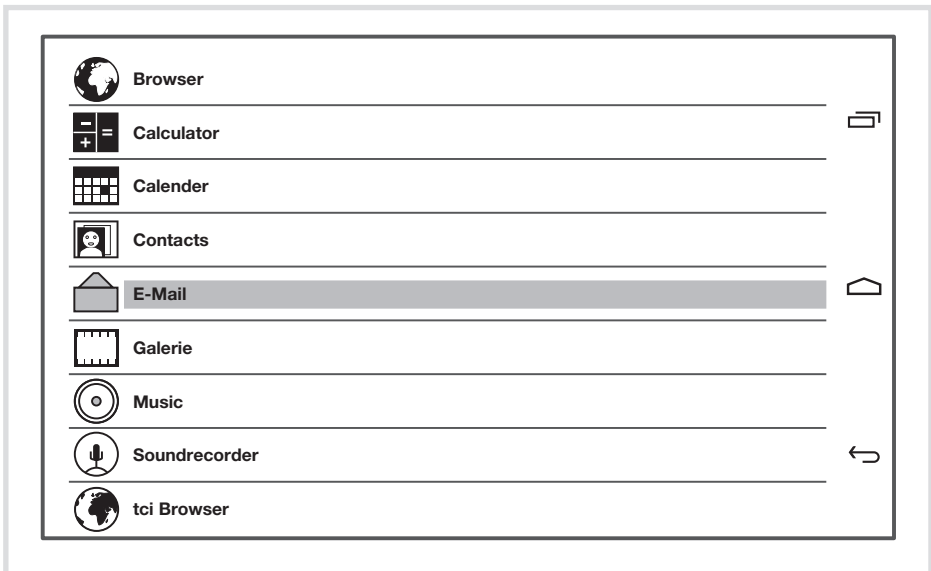 Browser
Calculator
Calender
Contacts
E-Mail
Galerie
Music
Soundrecorder
tci Browser